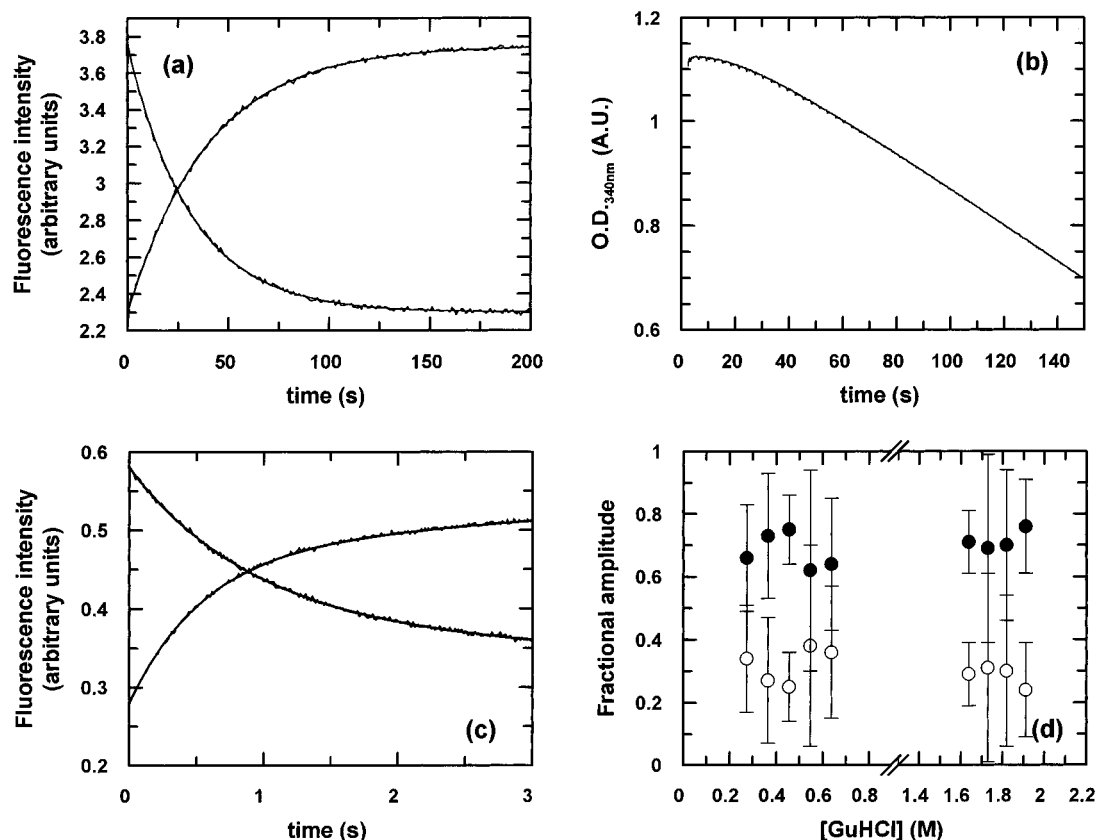 3.8
3.6
3.4
3.2
3
2.8
2.6
2.4
2.2
Fluorescence intensity
(arbitrary units)
(a)
0 50 100 150 200
time (s)
1.2
1.1
1
0.9
0.8
0.7
0.6
O.D.340nm (A.U.)
(b)
0 20 40 60 80 100 120 140
time (s)
0.6
0.5
0.4
0.3
0.2
Fluorescence intensity
(arbitrary units)
(c)
0 1 2 3
time (s)
1
0.8
0.6
0.4
0.2
0
Fractional amplitude
(d)
0 0.2 0.4 0.6 0.8 1.4 1.6 1.8 2 2.2
[GuHCl] (M)